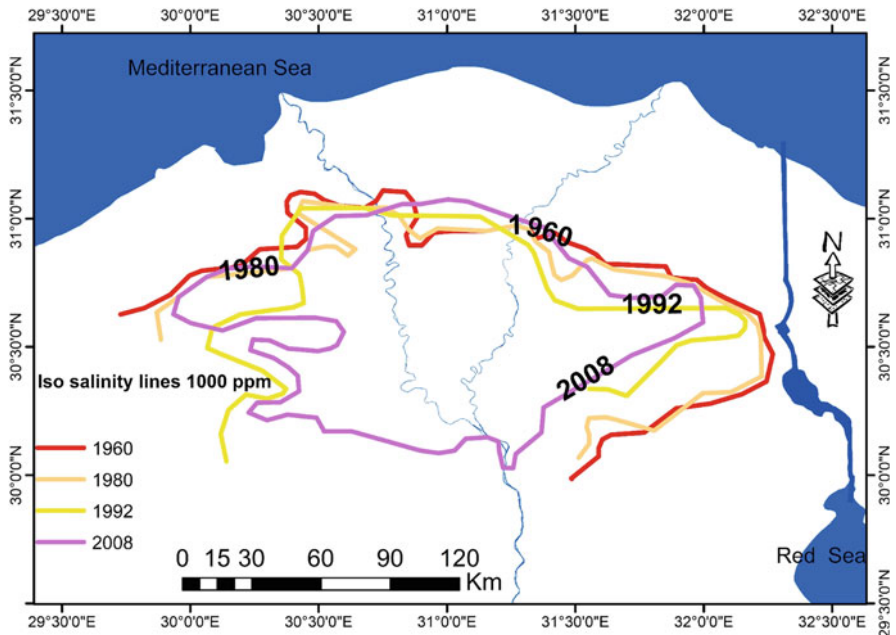 29°30'0"E 30°0'0"E 30°30'0"E 31°0'0"E 31°30'0"E 32°0'0"E 32°30'0"E
Mediterranean Sea
31°30'0"N
31°30'0"N
31°0'0"N
31°0'0"N
1960
1980
N
1992
30°30'0"N
30°30'0"N
2008
Iso salinity lines 1000 ppm
1960
1980
1992
2008
30°0'0"N
30°0'0"N
0 15 30 60 90 120
Km
Red Sea
29°30'0"N
29°30'0"E 30°0'0"E 30°30'0"E 31°0'0"E 31°30'0"E 32°0'0"E 32°30'0"E